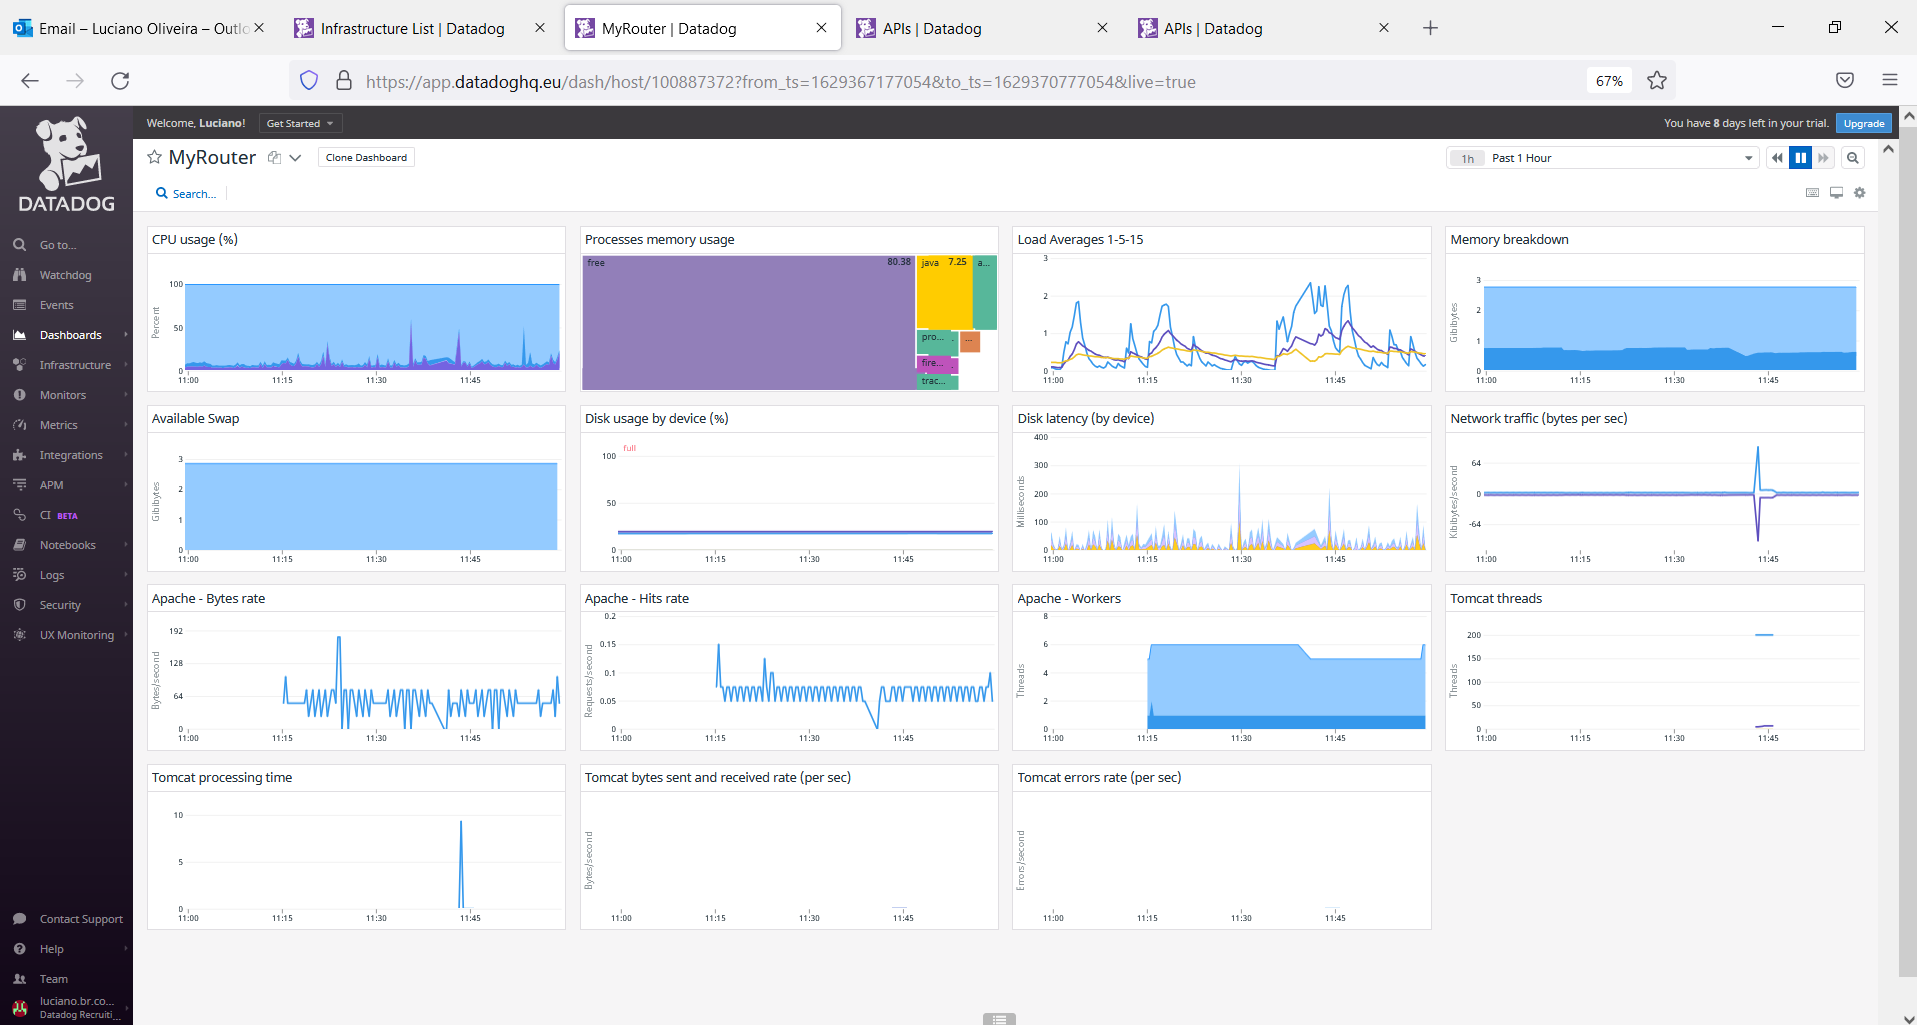 Email – Luciano Oliveira – Outlo
Infrastructure List | Datadog
MyRouter | Datadog
APIs | Datadog
APIs | Datadog
https://app.datadoghq.eu/dash/host/100887372?from_ts=1629367177054&to_ts=1629370777054&live=true
67%
DATADOG
Go to...
Watchdog
Events
Dashboards
Infrastructure
Monitors
Metrics
Integrations
APM
CI BETA
Notebooks
Logs
Security
UX Monitoring
Contact Support
Help
Team
luciano.br.co...
Datadog Recruiti...
Welcome, Luciano!
Get Started
You have 8 days left in your trial.
Upgrade
MyRouter
Clone Dashboard
1h Past 1 Hour
Search...
CPU usage (%)
Percent
100
50
0
11:00 11:15 11:30 11:45
Processes memory usage
free 80.38
java 7.25
a...
pro... .
...
fire... .
trac...
Load Averages 1-5-15
3
2
1
0
11:00 11:15 11:30 11:45
Memory breakdown
Gibibytes
3
2
1
0
11:00 11:15 11:30 11:45
Available Swap
Gibibytes
3
2
1
0
11:00 11:15 11:30 11:45
Disk usage by device (%)
full
100
50
0
11:00 11:15 11:30 11:45
Disk latency (by device)
Milliseconds
400
300
200
100
0
11:00 11:15 11:30 11:45
Network traffic (bytes per sec)
Kibibytes/second
64
0
-64
11:00 11:15 11:30 11:45
Apache - Bytes rate
Bytes/second
192
128
64
0
11:00 11:15 11:30 11:45
Apache - Hits rate
Requests/second
0.2
0.15
0.1
0.05
0
11:00 11:15 11:30 11:45
Apache - Workers
Threads
8
6
4
2
0
11:00 11:15 11:30 11:45
Tomcat threads
Threads
200
150
100
50
0
11:00 11:15 11:30 11:45
Tomcat processing time
10
5
0
11:00 11:15 11:30 11:45
Tomcat bytes sent and received rate (per sec)
Bytes/second
11:00 11:15 11:30 11:45
Tomcat errors rate (per sec)
Errors/second
11:00 11:15 11:30 11:45